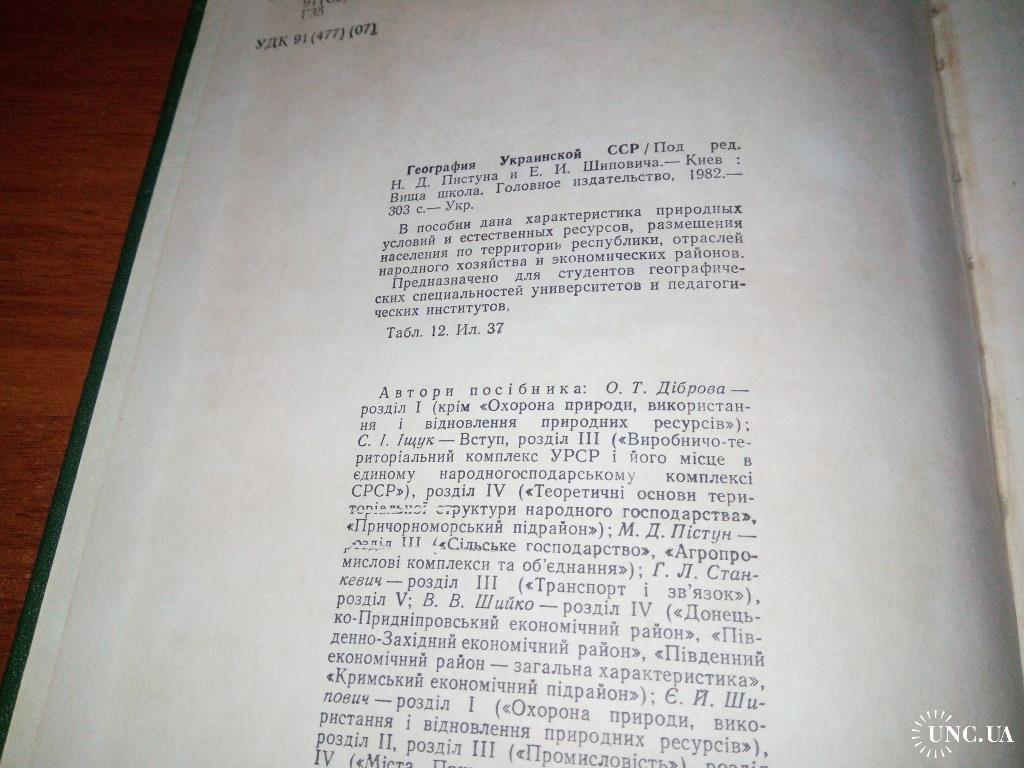 Г35
УДК 91(477)(07)
География Украинской ССР / Под ред.
Н. Д. Пистуна и Е. И. Шиповича.— Киев :
Вища школа. Головное издательство, 1982.—
303 с.— Укр.
В пособии дана характеристика природных
условий и естественных ресурсов, размещения
населения по территории республики, отраслей
народного хозяйства и экономических районов.
Предназначено для студентов географиче-
ских специальностей университетов и педагоги-
ческих институтов.
Табл. 12. Ил. 37
Автори посібника: О. Т. Діброва —
розділ I (крім «Охорона природи, використан-
ня і відновлення природних ресурсів»);
С. І. Іщук — Вступ, розділ III («Виробничо-те-
риторіальний комплекс УРСР і його місце в
єдиному народногосподарському комплексі
СРСР»), розділ IV («Теоретичні основи тери-
торіальної структури народного господарства»,
«Причорноморський підрайон»); М. Д. Пістун —
розділ III («Сільське господарство», «Агропро-
мислові комплекси та об'єднання»); Г. Л. Стан-
кевич — розділ III («Транспорт і зв'язок»),
розділ V; В. В. Шийко — розділ IV («Донець-
ко-Придніпровський економічний район», «Пів-
денно-Західний економічний район», «Південний
економічний район — загальна характеристика»,
«Кримський економічний підрайон»); Є. Й. Ши-
пович — розділ I («Охорона природи, вико-
ристання і відновлення природних ресурсів»),
розділ II, розділ III («Промисловість»), розділ
IV («Міста
UNC.UA